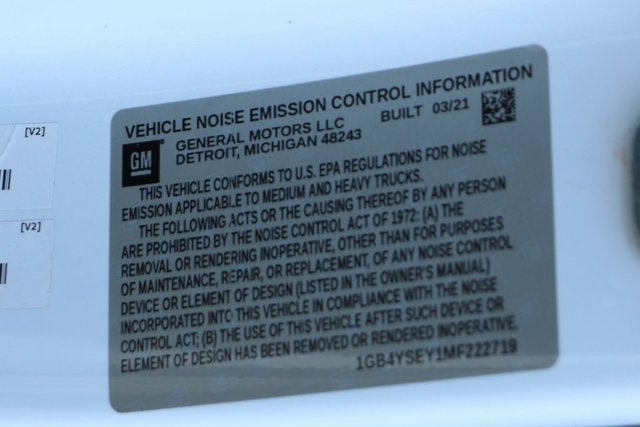 VEHICLE NOISE EMISSION CONTROL INFORMATION
GM
GENERAL MOTORS LLC BUILT 03/21
DETROIT, MICHIGAN 48243
THIS VEHICLE CONFORMS TO U.S. EPA REGULATIONS FOR NOISE
EMISSION APPLICABLE TO MEDIUM AND HEAVY TRUCKS.
THE FOLLOWING ACTS OR THE CAUSING THEREOF BY ANY PERSON
ARE PROHIBITED BY THE NOISE CONTROL ACT OF 1972: (A) THE
REMOVAL OR RENDERING INOPERATIVE, OTHER THAN FOR PURPOSES
OF MAINTENANCE, REPAIR, OR REPLACEMENT, OF ANY NOISE CONTROL
DEVICE OR ELEMENT OF DESIGN (LISTED IN THE OWNER'S MANUAL)
INCORPORATED INTO THIS VEHICLE IN COMPLIANCE WITH THE NOISE
CONTROL ACT; (B) THE USE OF THIS VEHICLE AFTER SUCH DEVICE OR
ELEMENT OF DESIGN HAS BEEN REMOVED OR RENDERED INOPERATIVE.
1GB4YSEY1MF222719
[V2]
[V2]